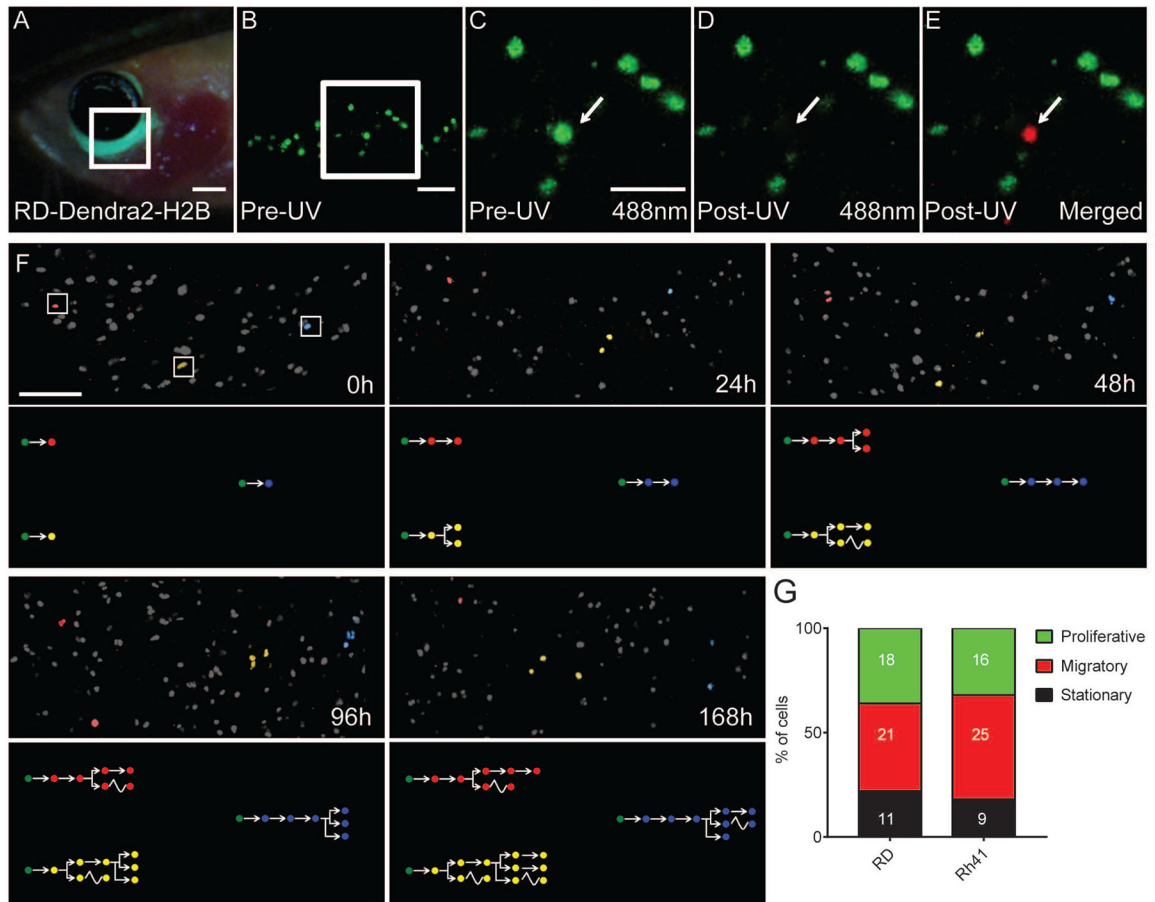 A
RD-Dendra2-H2B
B
Pre-UV
C
Pre-UV 488nm
D
Post-UV 488nm
E
Post-UV Merged
F
0h
24h
48h
96h
168h
G
100
50
0
% of cells
18
21
11
16
25
9
RD
Rh41
Proliferative
Migratory
Stationary